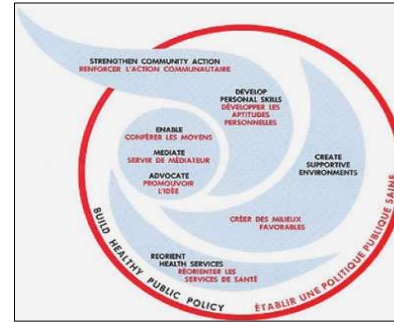 STRENGTHEN COMMUNITY ACTION
RENFORCER L'ACTION COMMUNAUTAIRE
DEVELOP
PERSONAL SKILLS
DÉVELOPPER LES
APTITUDES
PERSONNELLES
ENABLE
CONFÉRER LES MOYENS
MEDIATE
SERVIR DE MÉDIATEUR
ADVOCATE
PROMOUVOIR
L'IDÉE
CREATE
SUPPORTIVE
ENVIRONMENTS
CRÉER DES MILIEUX
FAVORABLES
REORIENT
HEALTH SERVICES
RÉORIENTER LES
SERVICES DE SANTÉ
BUILD HEALTHY PUBLIC POLICY
ÉTABLIR UNE POLITIQUE PUBLIQUE SAINE